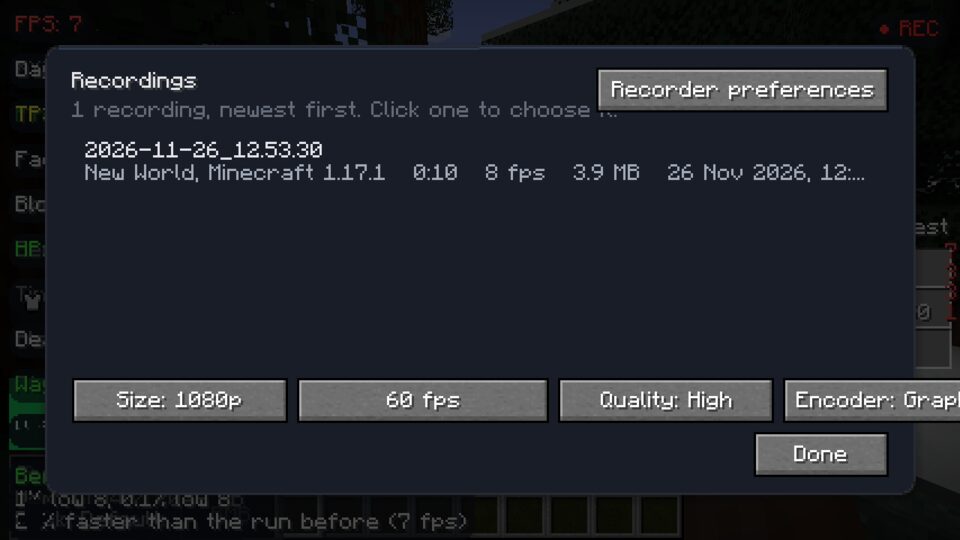 FPS: 7
REC
Recordings
Recorder preferences
1 recording, newest first. Click one to choose
2026-11-26_12.53.30
New World, Minecraft 1.17.1 0:10 8 fps 3.9 MB 26 Nov 2026, 12:...
Size: 1080p
60 fps
Quality: High
Encoder: Grap
Done
faster than the run before (7 fps)